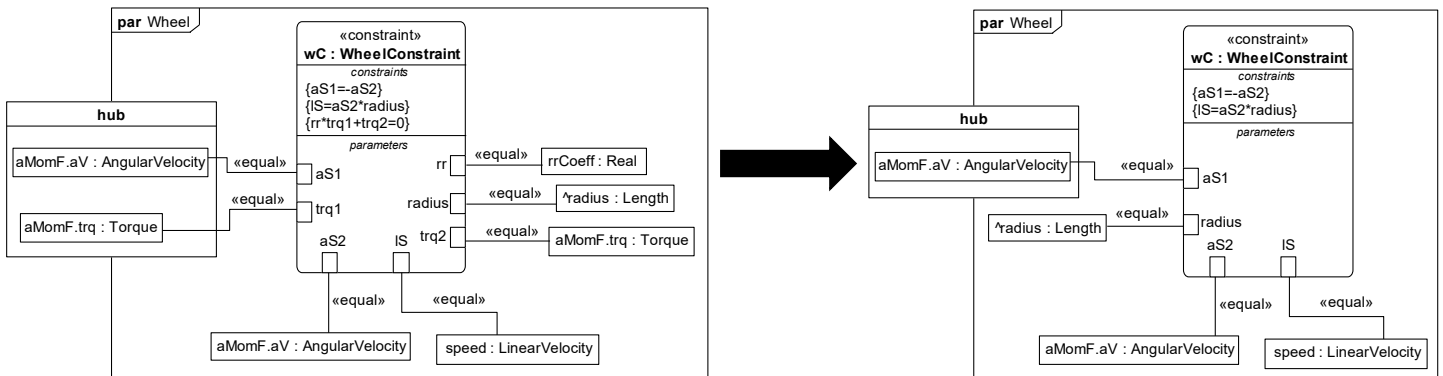 par Wheel
«constraint»
wC : WheelConstraint
constraints
{aS1=-aS2}
{lS=aS2*radius}
{rr*trq1+trq2=0}
parameters
hub
aMomF.aV : AngularVelocity
«equal»
aS1
aMomF.trq : Torque
«equal»
trq1
rr
«equal»
rrCoeff : Real
radius
«equal»
^radius : Length
trq2
«equal»
aMomF.trq : Torque
aS2
lS
«equal»
«equal»
aMomF.aV : AngularVelocity
speed : LinearVelocity
par Wheel
«constraint»
wC : WheelConstraint
constraints
{aS1=-aS2}
{lS=aS2*radius}
parameters
hub
aMomF.aV : AngularVelocity
«equal»
aS1
^radius : Length
«equal»
radius
aS2
lS
«equal»
«equal»
aMomF.aV : AngularVelocity
speed : LinearVelocity